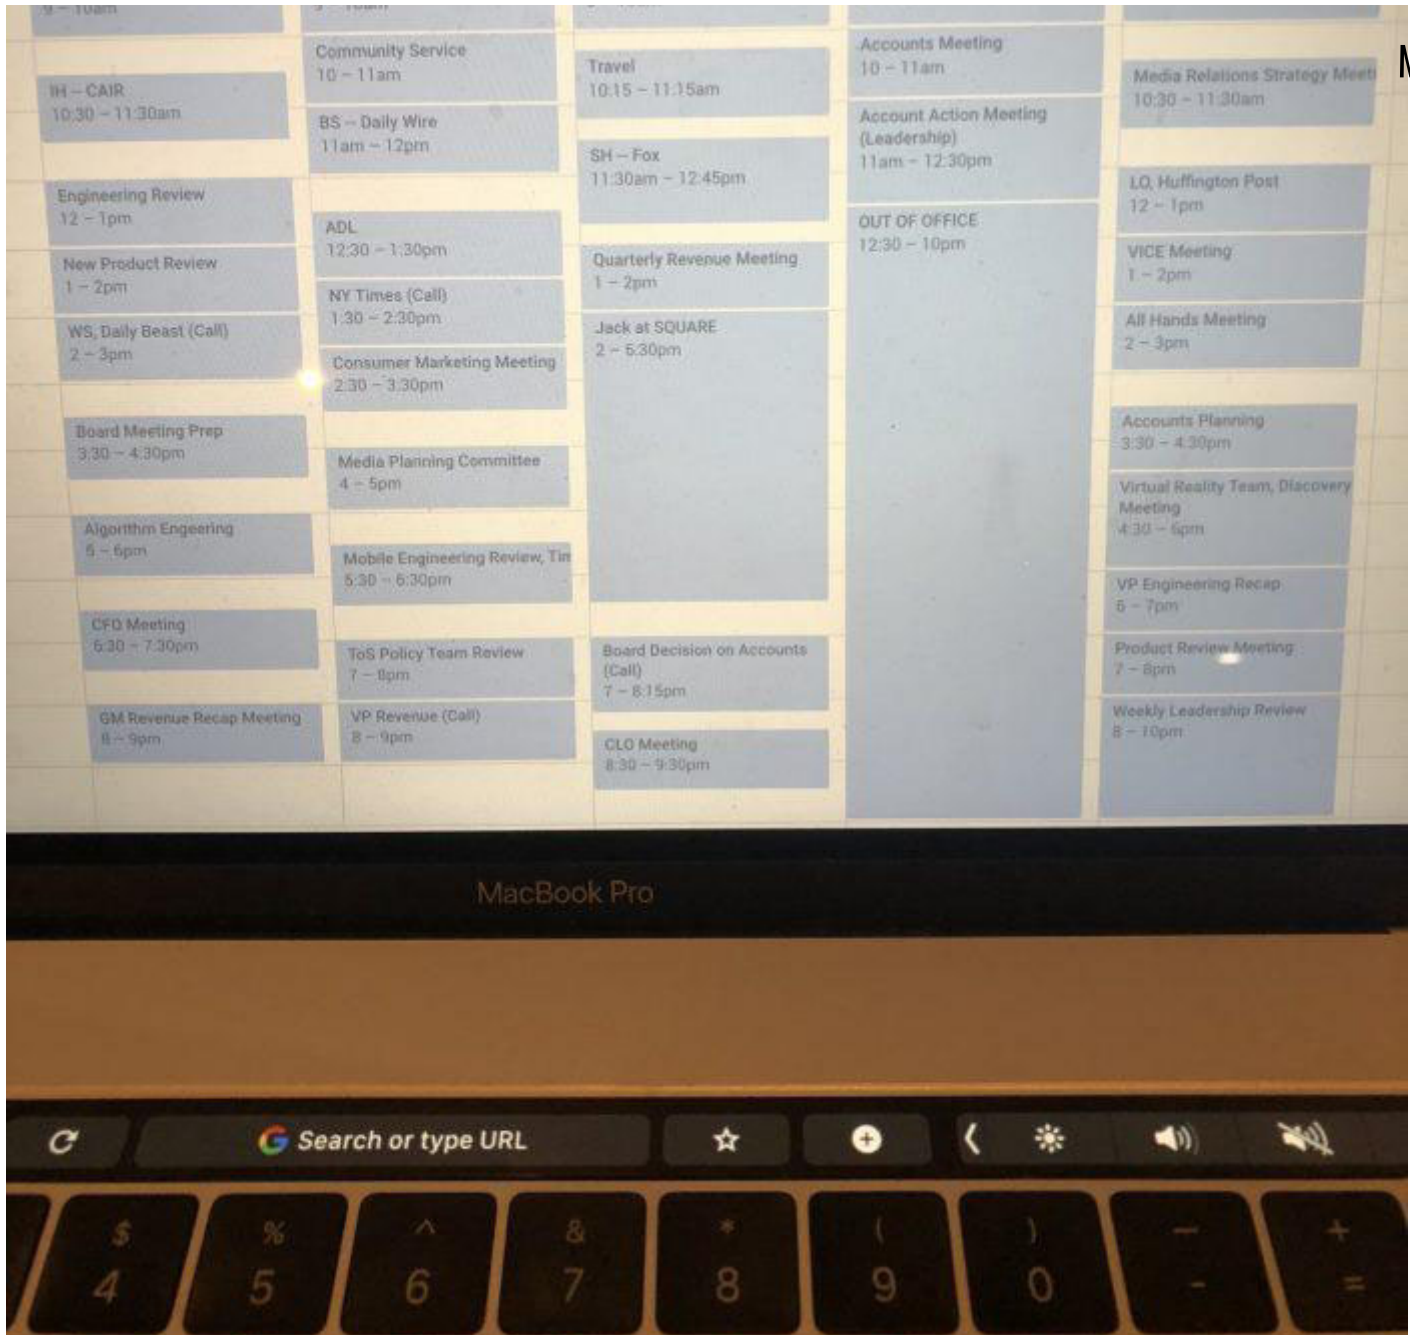 9 – 10am
IH – CAIR
10:30 – 11:30am
Engineering Review
12 – 1pm
New Product Review
1 – 2pm
WS, Daily Beast (Call)
2 – 3pm
Board Meeting Prep
3:30 – 4:30pm
Algorithm Engeering
5 – 6pm
CFO Meeting
6:30 – 7:30pm
GM Revenue Recap Meeting
8 – 9pm
Community Service
10 – 11am
BS – Daily Wire
11am – 12pm
ADL
12:30 – 1:30pm
NY Times (Call)
1:30 – 2:30pm
Consumer Marketing Meeting
2:30 – 3:30pm
Media Planning Committee
4 – 5pm
Mobile Engineering Review, Tim
5:30 – 6:30pm
ToS Policy Team Review
7 – 8pm
VP Revenue (Call)
8 – 9pm
Travel
10:15 – 11:15am
SH – Fox
11:30am – 12:45pm
Quarterly Revenue Meeting
1 – 2pm
Jack at SQUARE
2 – 6:30pm
Board Decision on Accounts
(Call)
7 – 8:15pm
CLO Meeting
8:30 – 9:30pm
Accounts Meeting
10 – 11am
Account Action Meeting
(Leadership)
11am – 12:30pm
OUT OF OFFICE
12:30 – 10pm
Media Relations Strategy Meeti
10:30 – 11:30am
LO, Huffington Post
12 – 1pm
VICE Meeting
1 – 2pm
All Hands Meeting
2 – 3pm
Accounts Planning
3:30 – 4:30pm
Virtual Reality Team, Discovery
Meeting
4:30 – 6pm
VP Engineering Recap
6 – 7pm
Product Review Meeting
7 – 8pm
Weekly Leadership Review
8 – 10pm
MacBook Pro
G Search or type URL
$ % ^ & * ( ) — +
4 5 6 7 8 9 0 - =